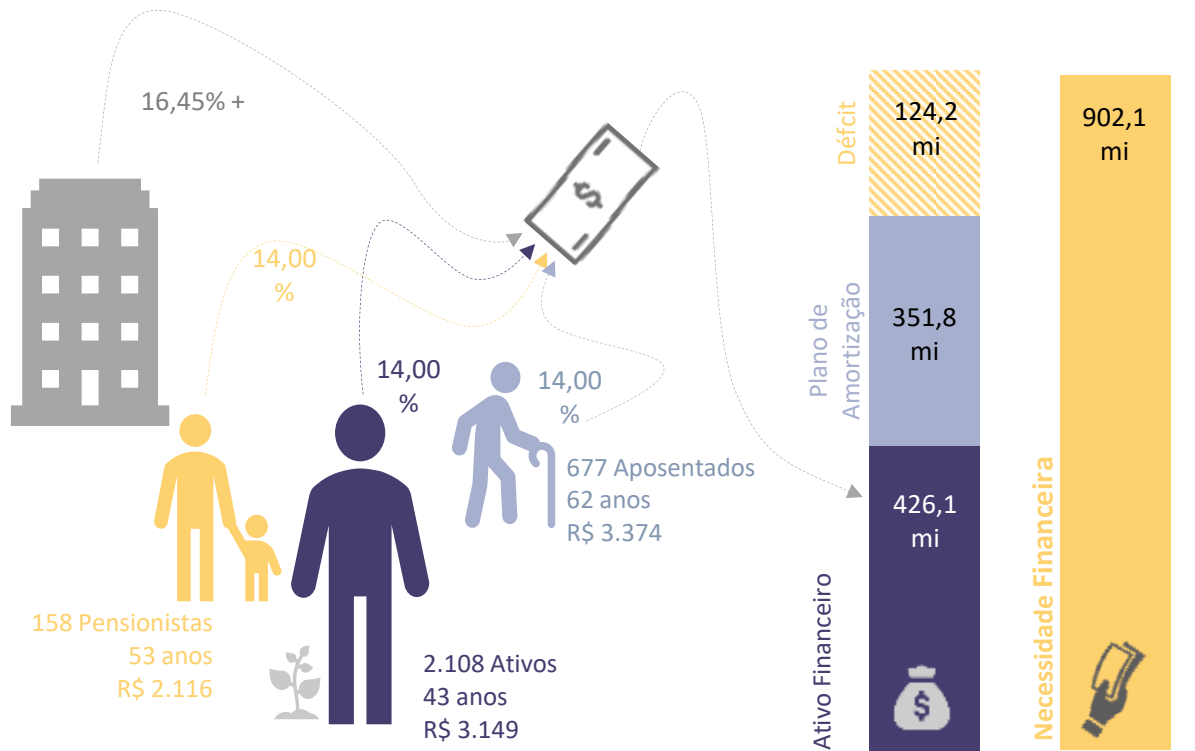 16,45% +
14,00
%
14,00
%
14,00
%
677 Aposentados
62 anos
R$ 3.374
158 Pensionistas
53 anos
R$ 2.116
2.108 Ativos
43 anos
R$ 3.149
Défcit
124,2
mi
Plano de
Amortização
351,8
mi
Ativo Financeiro
426,1
mi
$
$
Necessidade Financeira
902,1
mi